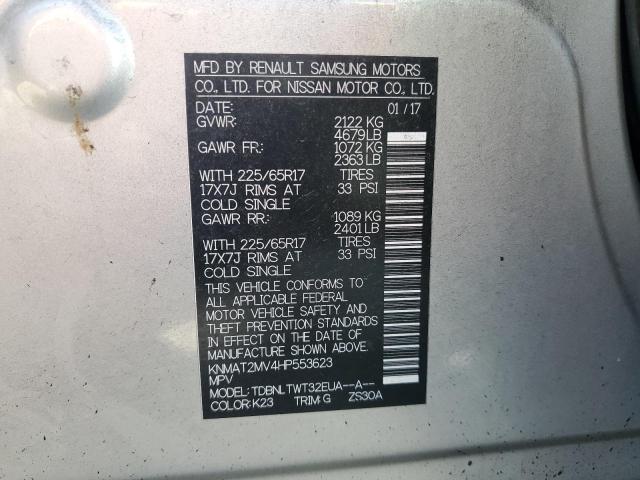 MFD BY RENAULT SAMSUNG MOTORS
CO., LTD. FOR NISSAN MOTOR CO., LTD.
DATE: 01/17
GVWR: 2122 KG
4679 LB
GAWR FR: 1072 KG
2363 LB
WITH 225/65R17 TIRES
17X7J RIMS AT 33 PSI
COLD SINGLE
GAWR RR: 1089 KG
2401 LB
WITH 225/65R17 TIRES
17X7J RIMS AT 33 PSI
COLD SINGLE
THIS VEHICLE CONFORMS TO
ALL APPLICABLE FEDERAL
MOTOR VEHICLE SAFETY AND
THEFT PREVENTION STANDARDS
IN EFFECT ON THE DATE OF
MANUFACTURE SHOWN ABOVE.
KNMAT2MV4HP553623
MPV
MODEL: TDBNLTWT32EUA--A--
COLOR:K23 TRIM:G ZS30A